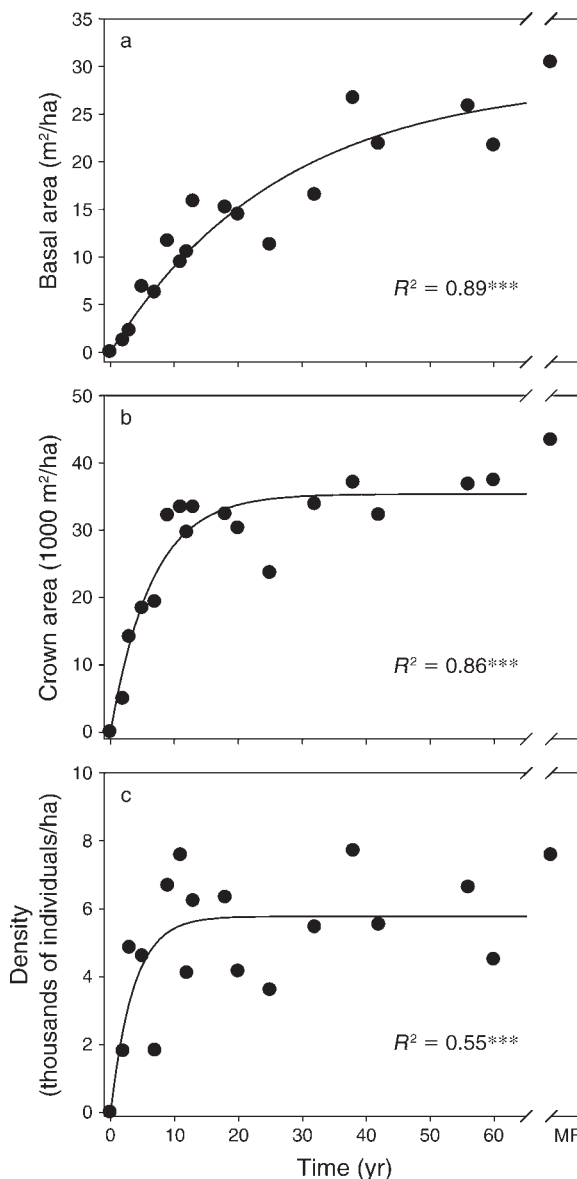 a
Basal area (m²/ha)
35
30
25
20
15
10
5
0
R² = 0.89***
b
Crown area (1000 m²/ha)
50
40
30
20
10
0
R² = 0.86***
c
Density
(thousands of individuals/ha)
10
8
6
4
2
0
R² = 0.55***
0 10 20 30 40 50 60 MF
Time (yr)